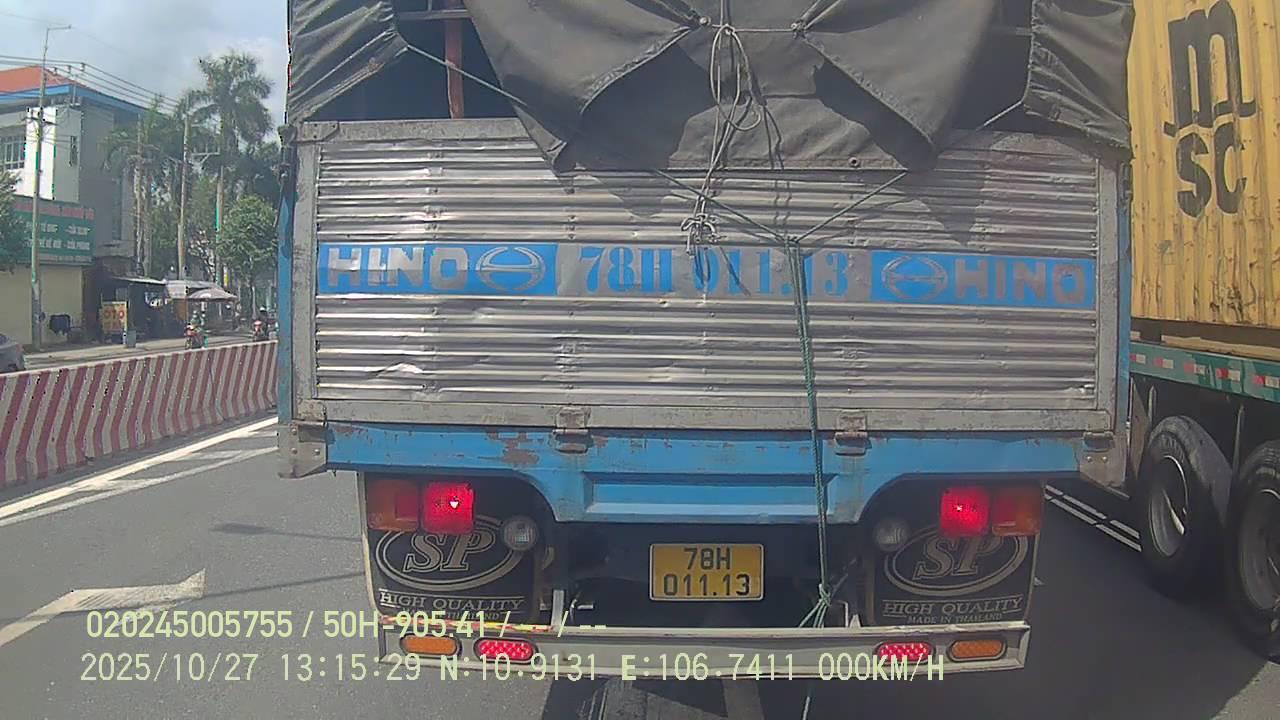 msc
HINO 78H 011.13 HINO
SP
HIGH QUALITY
SP
HIGH QUALITY
MADE IN THAILAND
78H
011.13
020245005755 / 50H-905.41 / -- / --
2025/10/27 13:15:29 N:10.9131 E:106.7411 000KM/H